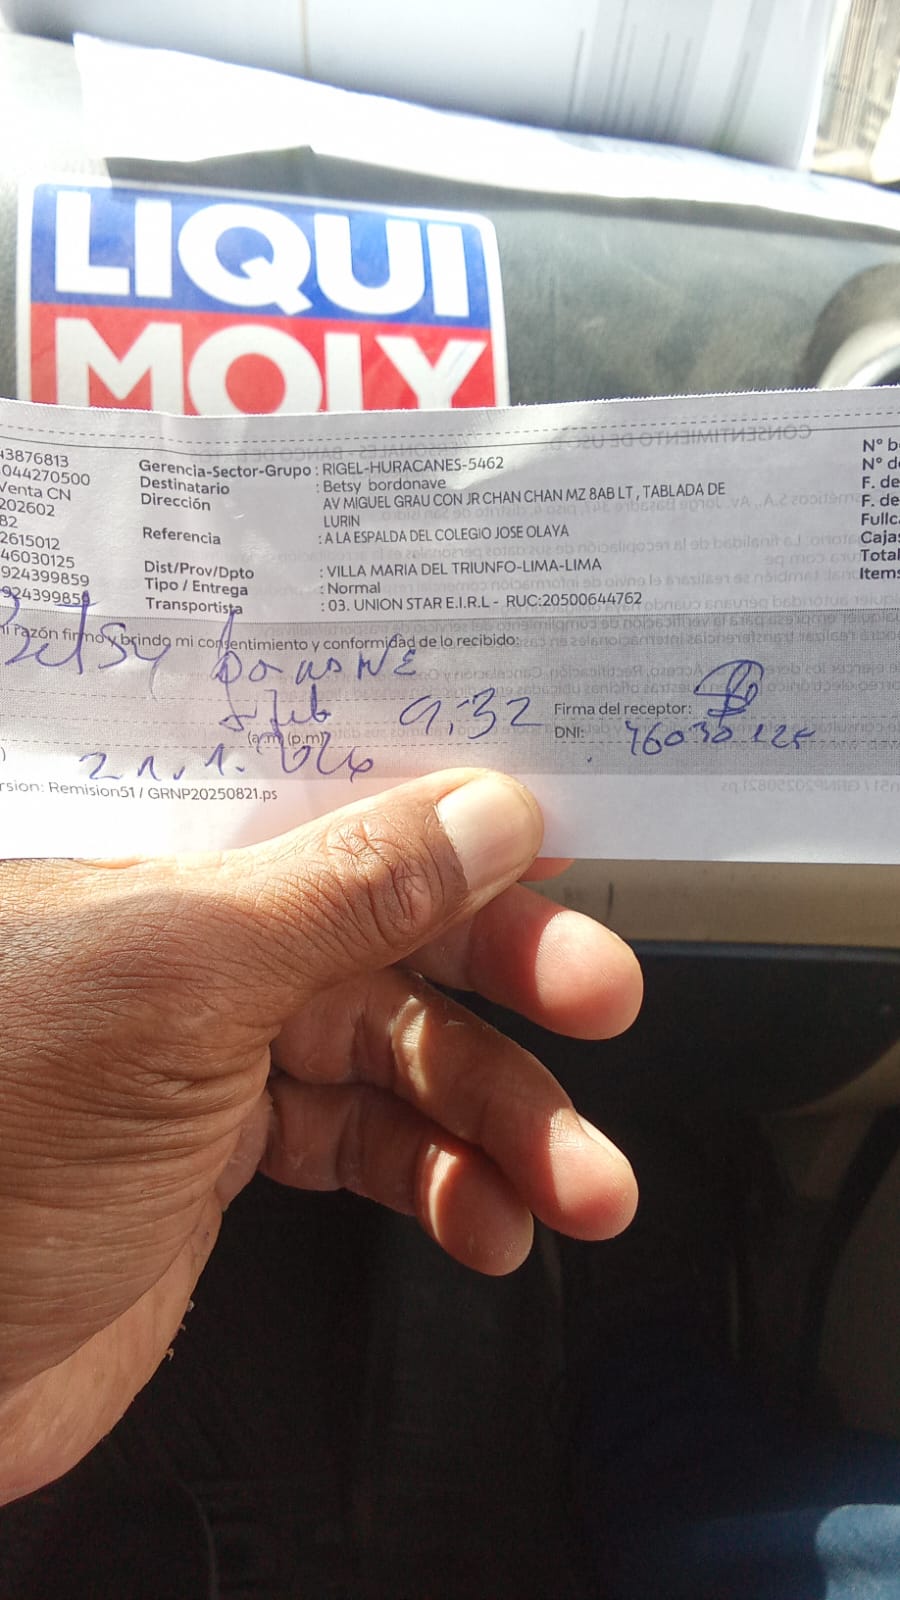 LIQUI
MOLY
43876813
044270500
Venta CN
202602
82
2615012
46030125
924399859
924399859
Gerencia-Sector-Grupo : RIGEL-HURACANES-5462
Destinatario : Betsy bordonave
Dirección AV MIGUEL GRAU CON JR CHAN CHAN MZ 8AB LT , TABLADA DE
LURIN
Referencia : A LA ESPALDA DEL COLEGIO JOSE OLAYA
Dist/Prov/Dpto : VILLA MARIA DEL TRIUNFO-LIMA-LIMA
Tipo / Entrega : Normal
Transportista : 03. UNION STAR E.I.R.L - RUC:20500644762
N° b
N° d
F. de
F. de
Fullc
Cajas
Total
Items
razón firmo y brindo mi consentimiento y conformidad de lo recibido:
Betsy
9:32
Firma del receptor:
(a.m) (p.m)
DNI: 46030125
rsion: Remision51 / GRNP20250821.ps